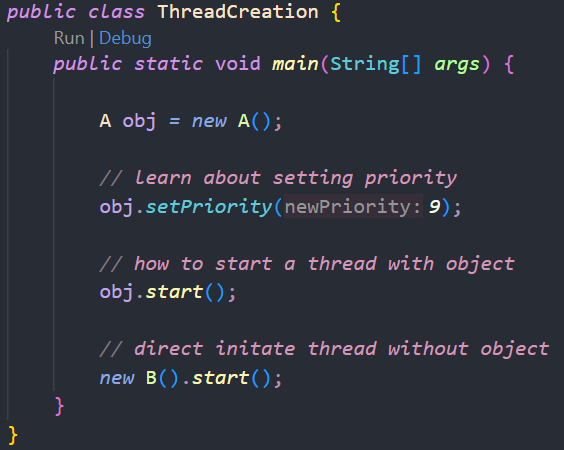 public class ThreadCreation {
Run | Debug
public static void main(String[] args) {
A obj = new A();
// learn about setting priority
obj.setPriority(newPriority: 9);
// how to start a thread with object
obj.start();
// direct initate thread without object
new B().start();
}
}